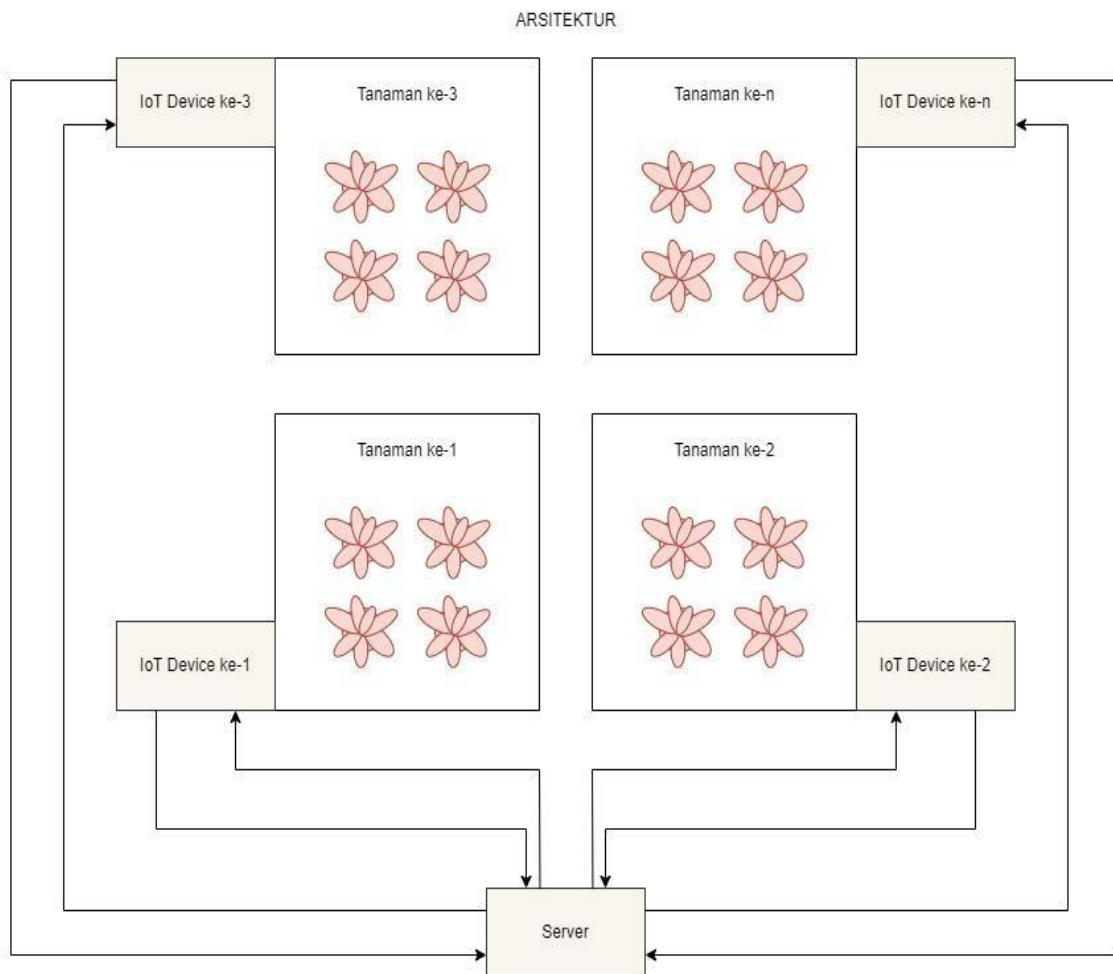 ARSITEKTUR
IoT Device ke-3
Tanaman ke-3
Tanaman ke-n
IoT Device ke-n
Tanaman ke-1
Tanaman ke-2
IoT Device ke-1
IoT Device ke-2
Server